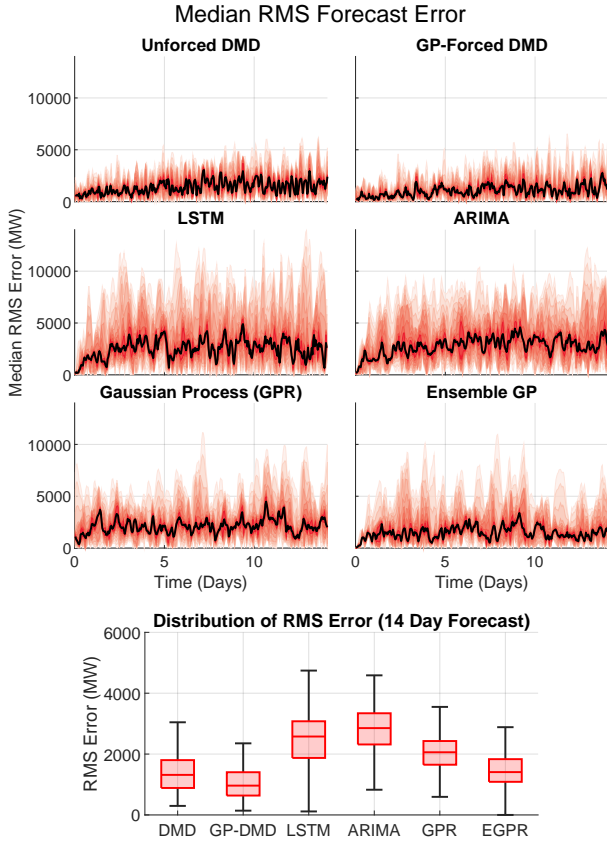 Median RMS Forecast Error
Unforced DMD
GP-Forced DMD
10000
5000
0
LSTM
ARIMA
Median RMS Error (MW)
10000
5000
0
Gaussian Process (GPR)
Ensemble GP
10000
5000
0
0 5 10
0 5 10
Time (Days)
Time (Days)
Distribution of RMS Error (14 Day Forecast)
RMS Error (MW)
6000
4000
2000
0
DMD GP-DMD LSTM ARIMA GPR EGPR